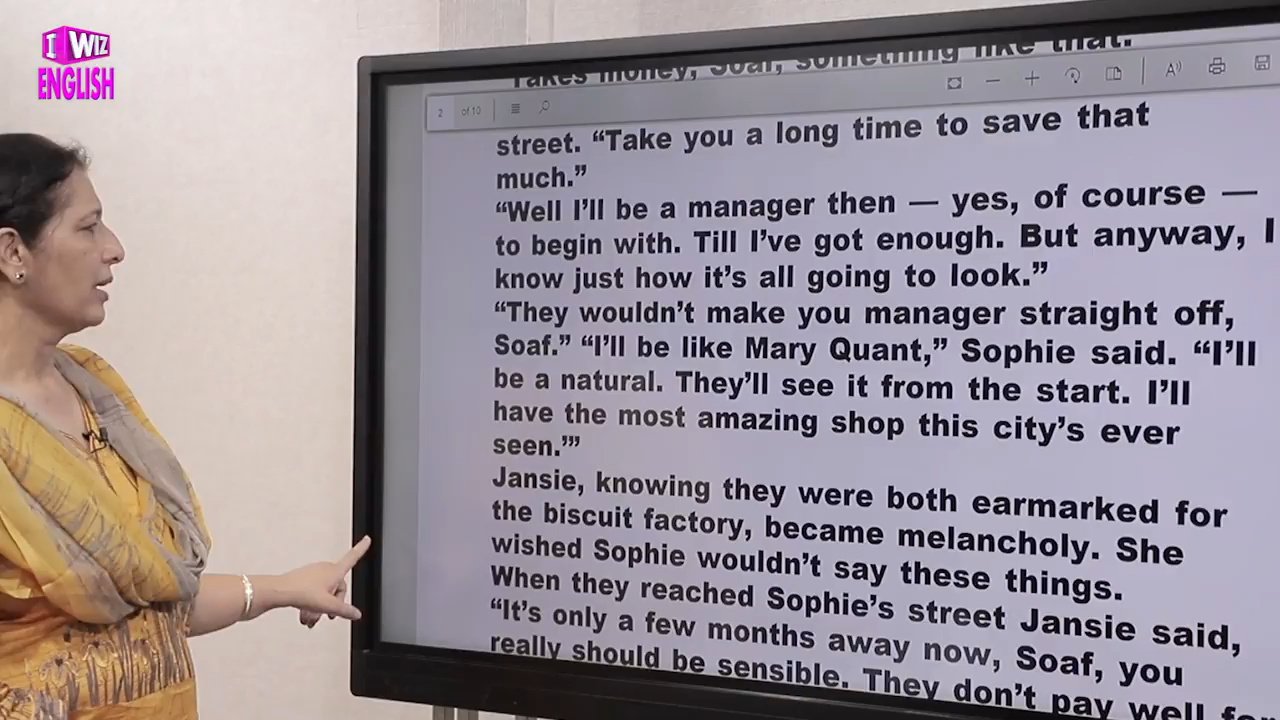 I WIZ
ENGLISH
Takes money, Soaf, something like that.
2 of 10
street. “Take you a long time to save that
much.”
“Well I’ll be a manager then — yes, of course —
to begin with. Till I’ve got enough. But anyway, I
know just how it’s all going to look.”
“They wouldn’t make you manager straight off,
Soaf.” “I’ll be like Mary Quant,” Sophie said. “I’ll
be a natural. They’ll see it from the start. I’ll
have the most amazing shop this city’s ever
seen.’”
Jansie, knowing they were both earmarked for
the biscuit factory, became melancholy. She
wished Sophie wouldn’t say these things.
When they reached Sophie’s street Jansie said,
“It’s only a few months away now, Soaf, you
really should be sensible. They don’t pay well for